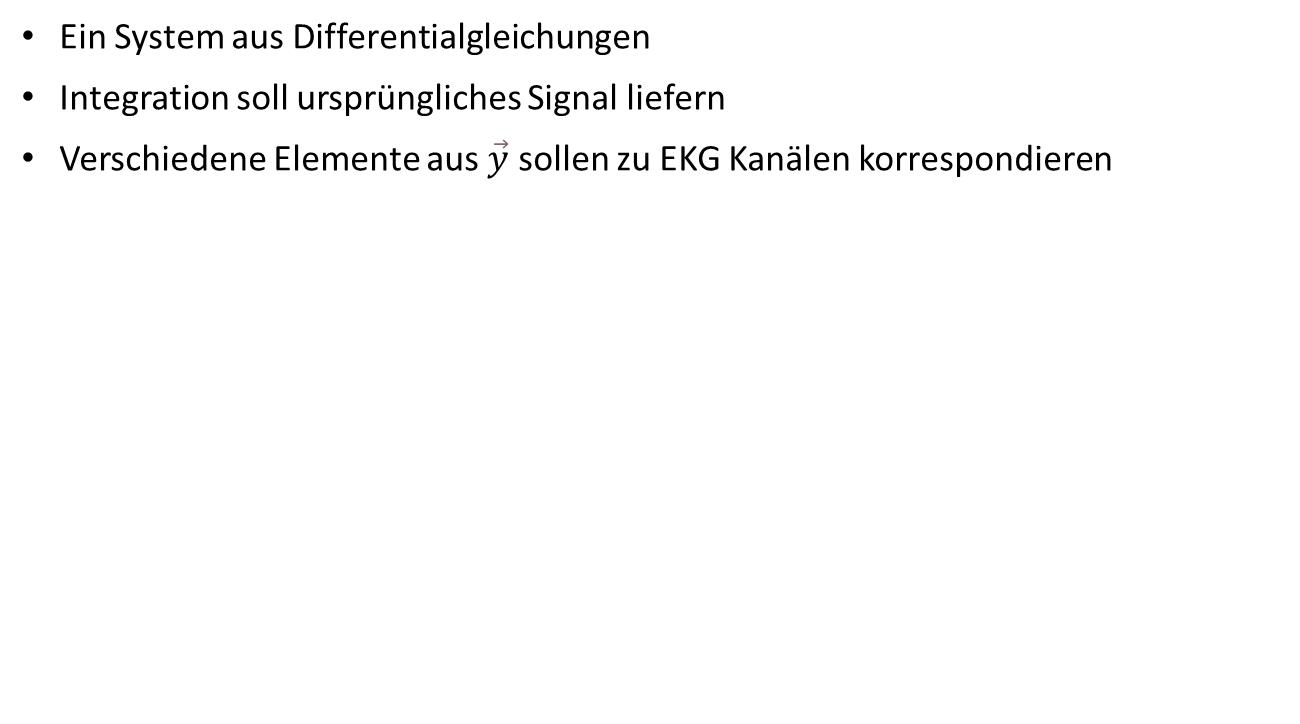 • Ein System aus Differentialgleichungen
• Integration soll ursprüngliches Signal liefern
• Verschiedene Elemente aus y⃗ sollen zu EKG Kanälen korrespondieren